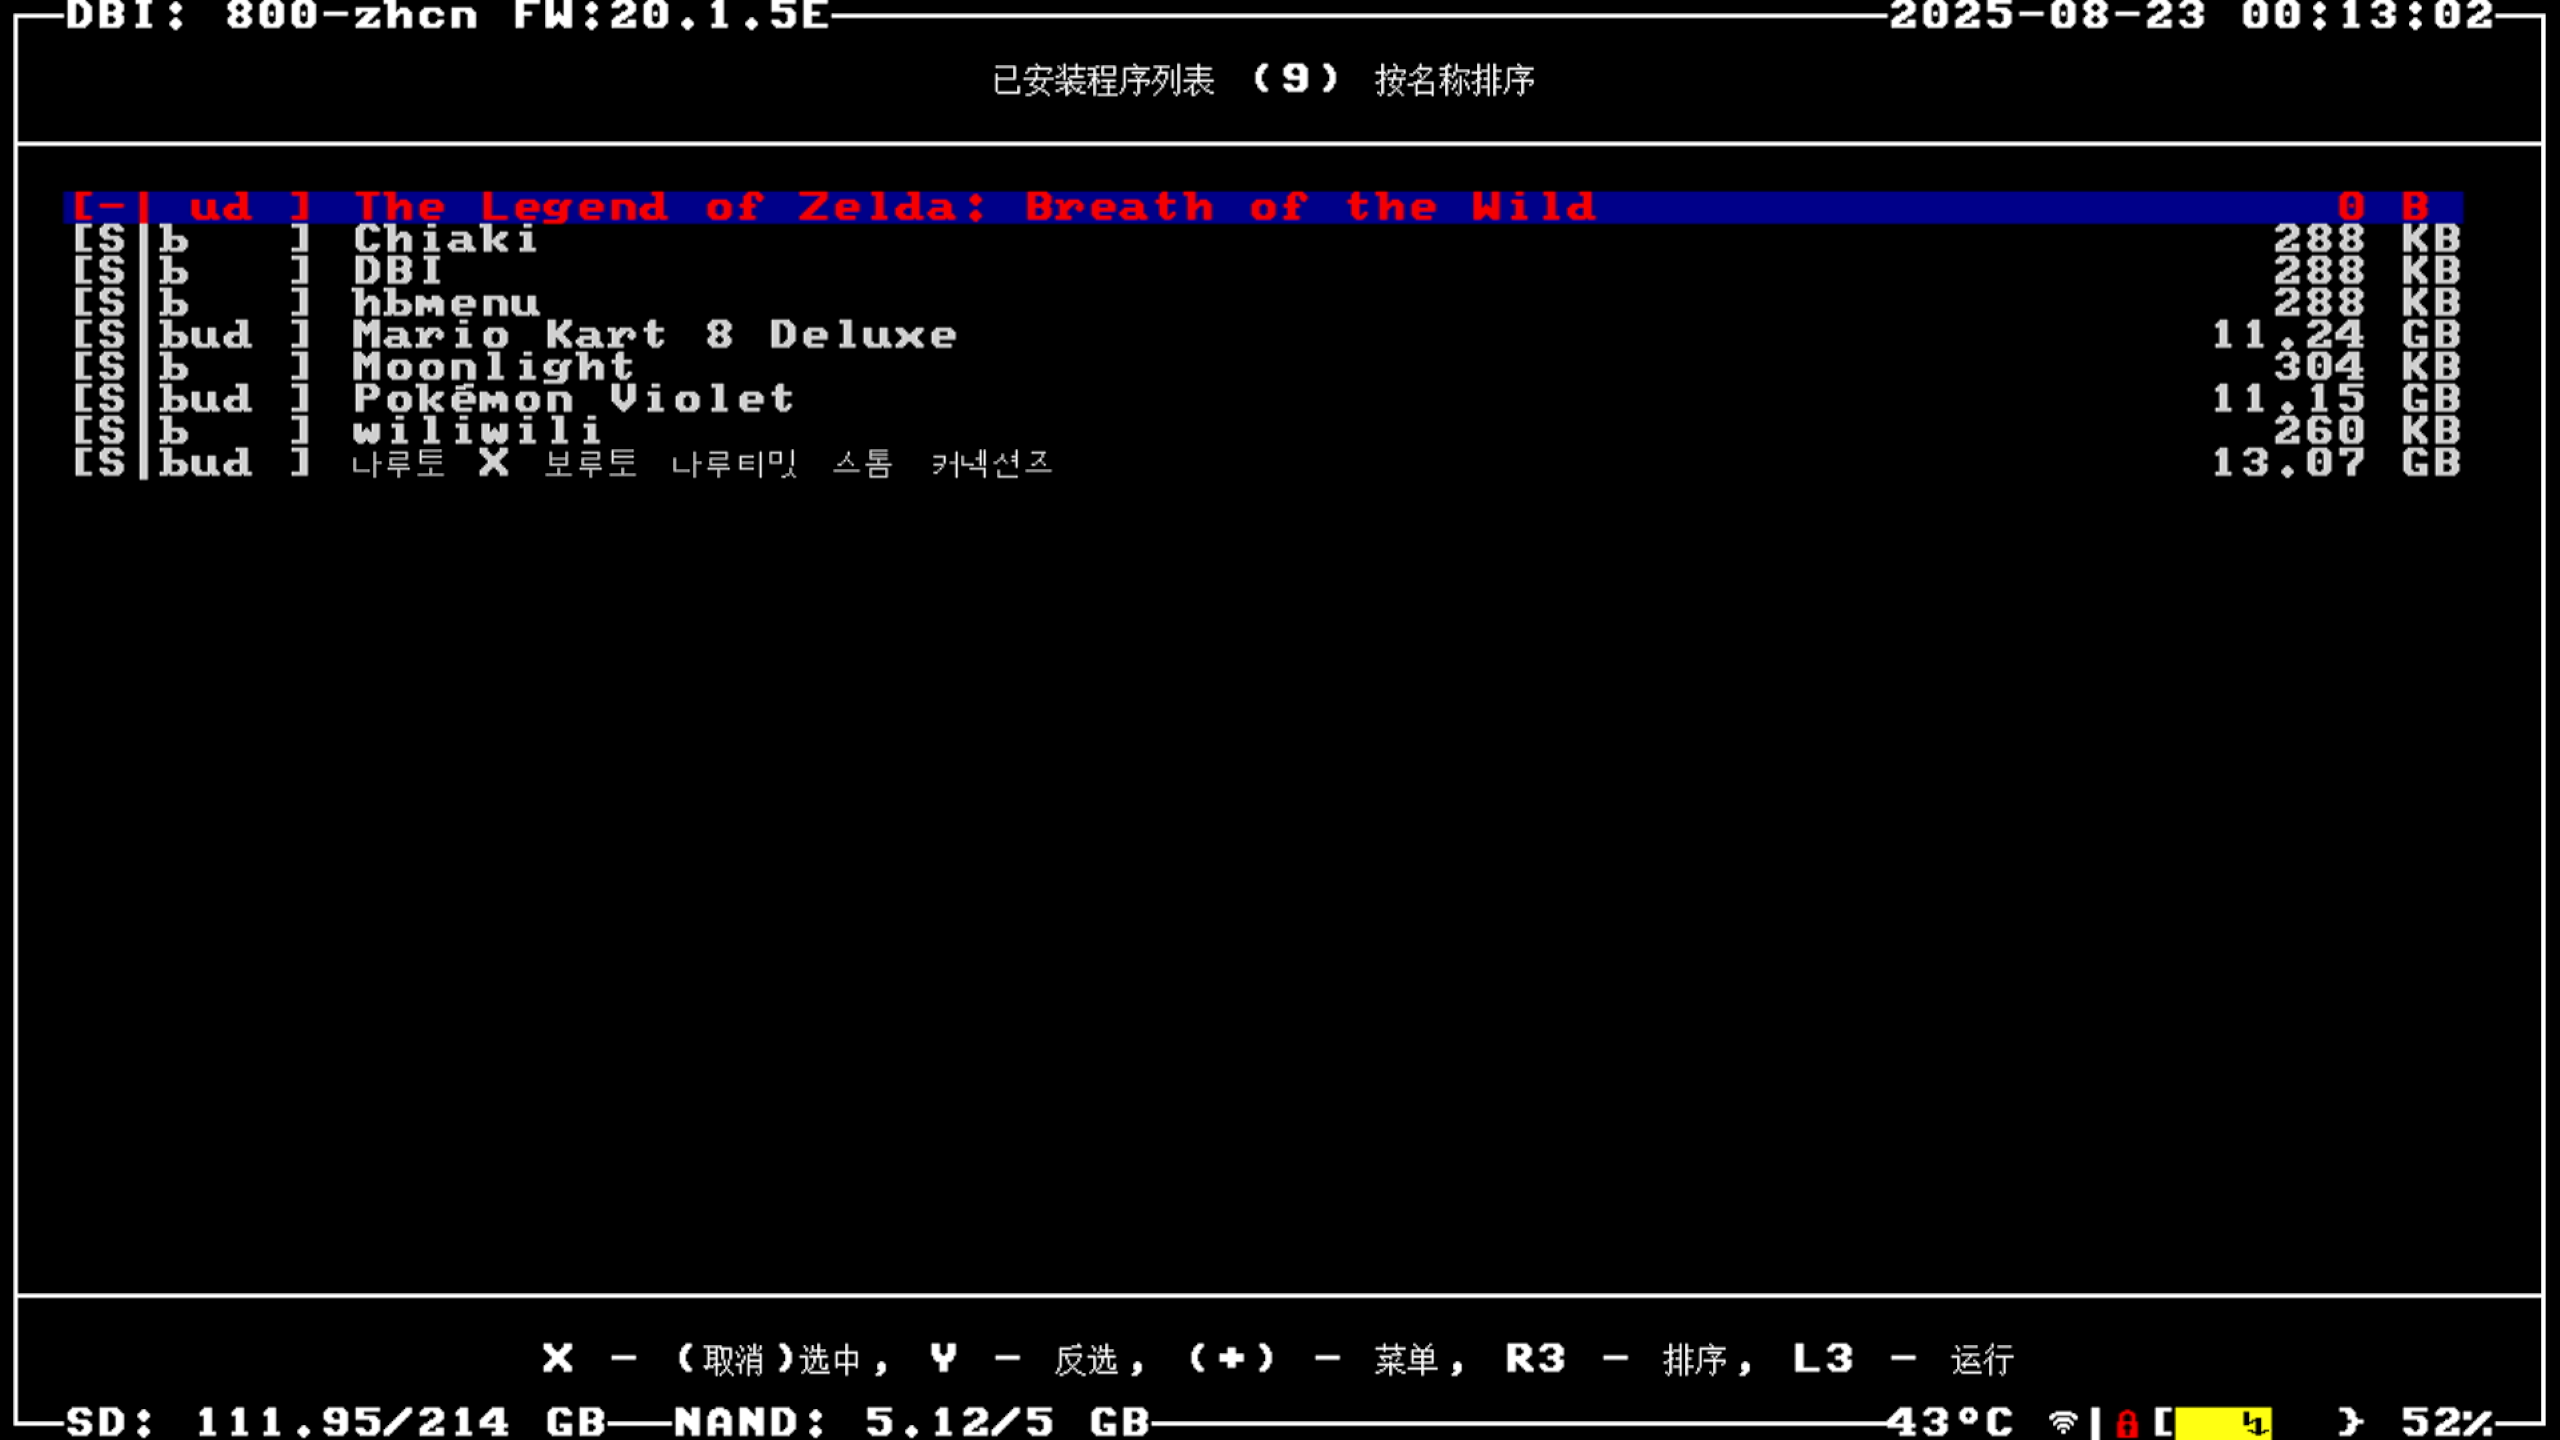 DBI: 800-zhcn FW:20.1.5E 2025-08-23 00:13:02
已安装程序列表 (9) 按名称排序
[-| ud ] The Legend of Zelda: Breath of the Wild 0 B
[S|b ] Chiaki 288 KB
[S|b ] DBI 288 KB
[S|b ] hbmenu 288 KB
[S|bud ] Mario Kart 8 Deluxe 11.24 GB
[S|b ] Moonlight 304 KB
[S|bud ] Pokémon Violet 11.15 GB
[S|b ] wiliwili 260 KB
[S|bud ] 나루토 X 보루토 나루티밋 스톰 커넥션즈 13.07 GB
X - (取消)选中, Y - 反选, (+) - 菜单, R3 - 排序, L3 - 运行
SD: 111.95/214 GB NAND: 5.12/5 GB 43°C |[ } 52%